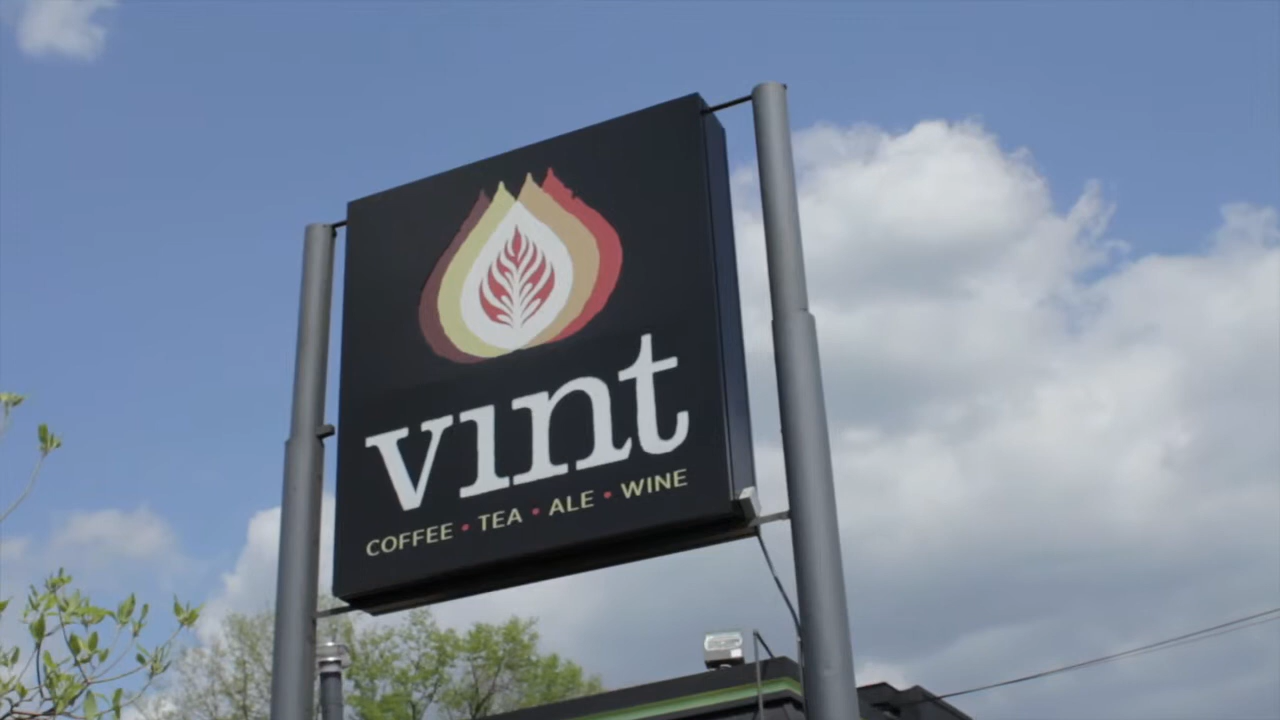 vint
COFFEE • TEA • ALE • WINE